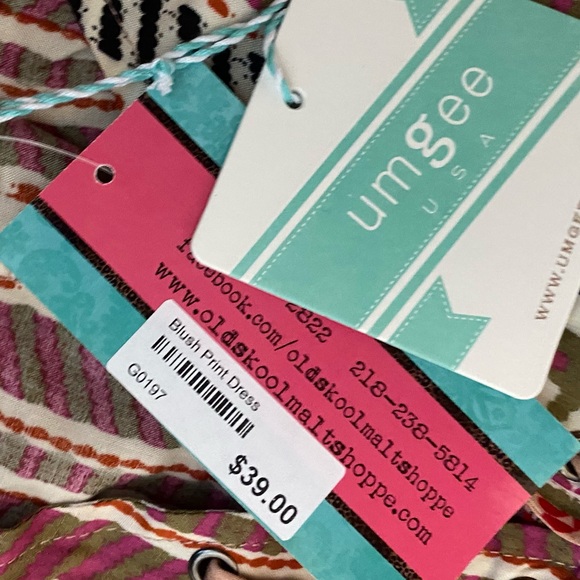 umgee
USA
WWW.UMGEE
2822
218-238-5814
facebook.com/oldskoolmaltshoppe
www.oldskoolmaltshoppe.com
Blush Print Dress
G0197
$39.00